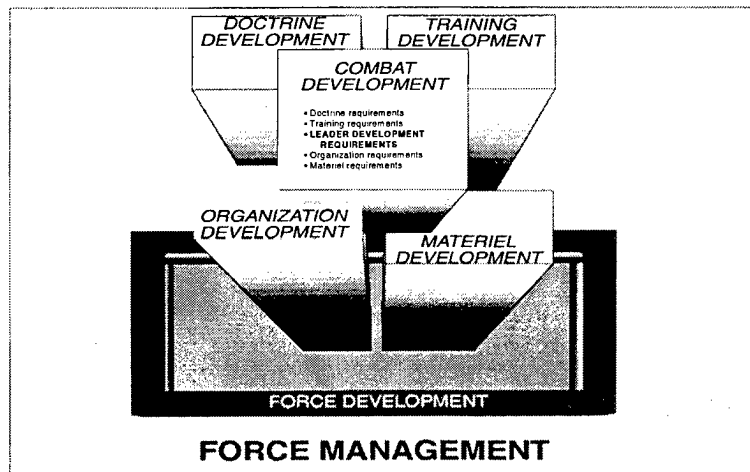 DOCTRINE
DEVELOPMENT
TRAINING
DEVELOPMENT
COMBAT
DEVELOPMENT
• Doctrine requirements
• Training requirements
• LEADER DEVELOPMENT
REQUIREMENTS
• Organization requirements
• Materiel requirements
ORGANIZATION
DEVELOPMENT
MATERIEL
DEVELOPMENT
FORCE DEVELOPMENT
FORCE MANAGEMENT